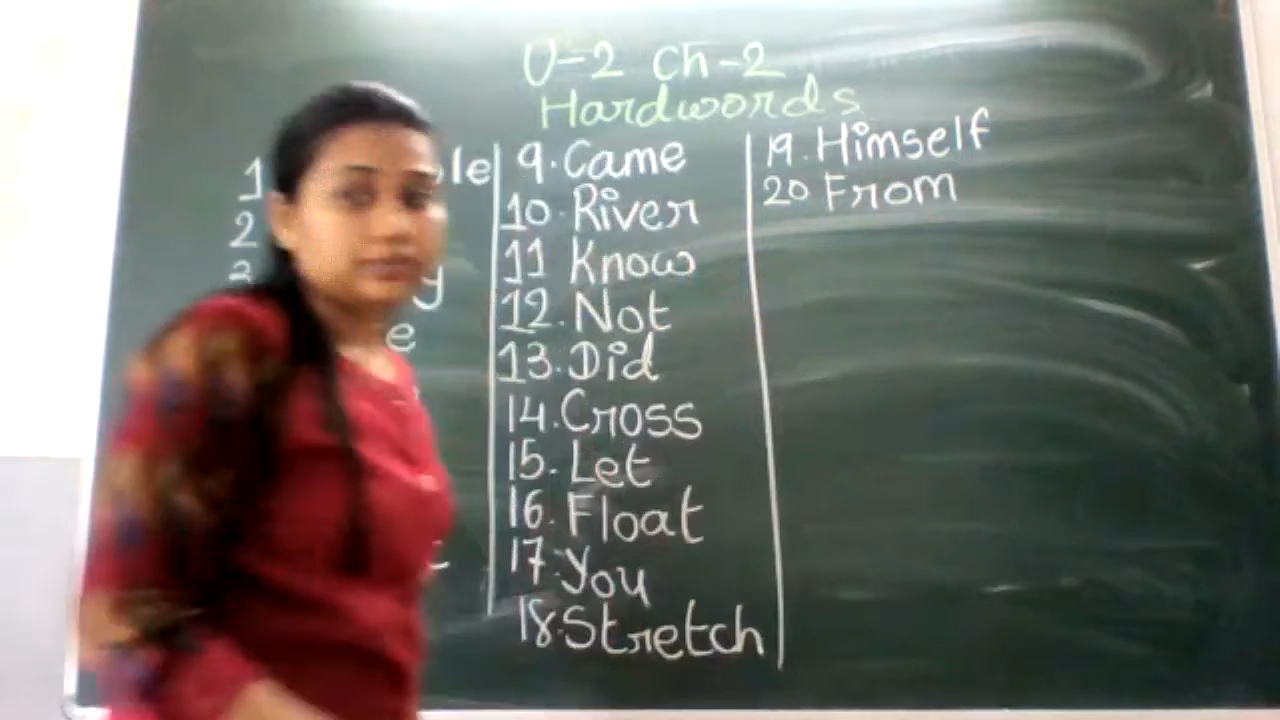 U-2 Ch-2
Hardwords
1
2
3
9. Came
10. River
11 Know
12. Not
13. Did
14. Cross
15. Let
16. Float
17. You
18. Stretch
19. Himself
20 From